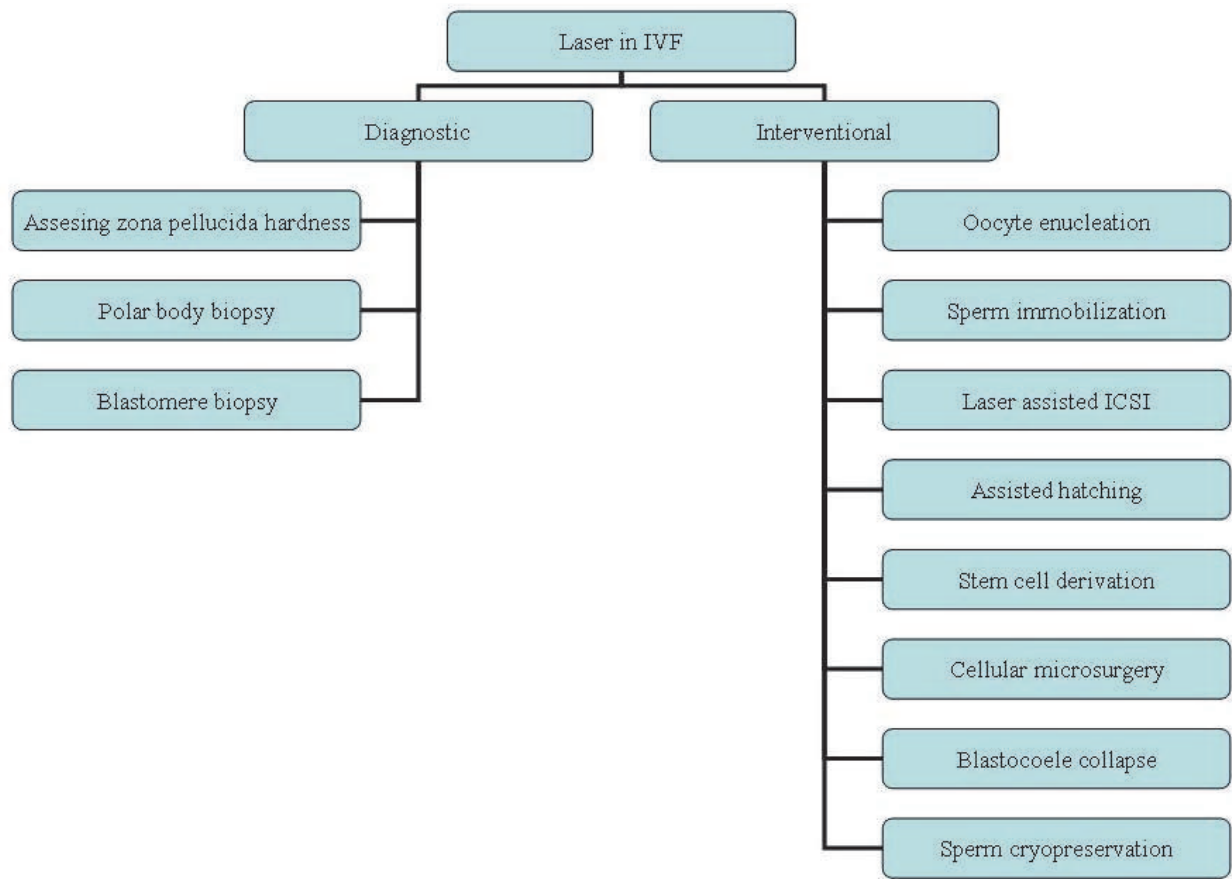 Laser in IVF
Diagnostic
Interventional
Assesing zona pellucida hardness
Polar body biopsy
Blastomere biopsy
Oocyte enucleation
Sperm immobilization
Laser assisted ICSI
Assisted hatching
Stem cell derivation
Cellular microsurgery
Blastocoele collapse
Sperm cryopreservation